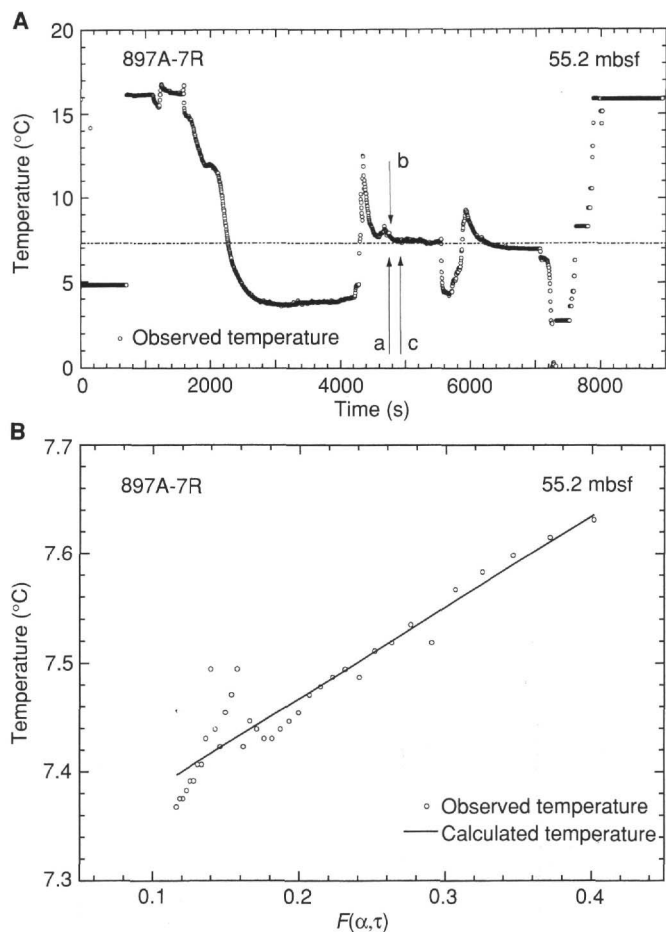 A
897A-7R
55.2 mbsf
Temperature (°C)
20
15
10
5
0
b
a
c
Observed temperature
0
2000
4000
6000
8000
Time (s)
B
897A-7R
55.2 mbsf
Temperature (°C)
7.7
7.6
7.5
7.4
7.3
Observed temperature
Calculated temperature
0.1
0.2
0.3
0.4
F(α,τ)